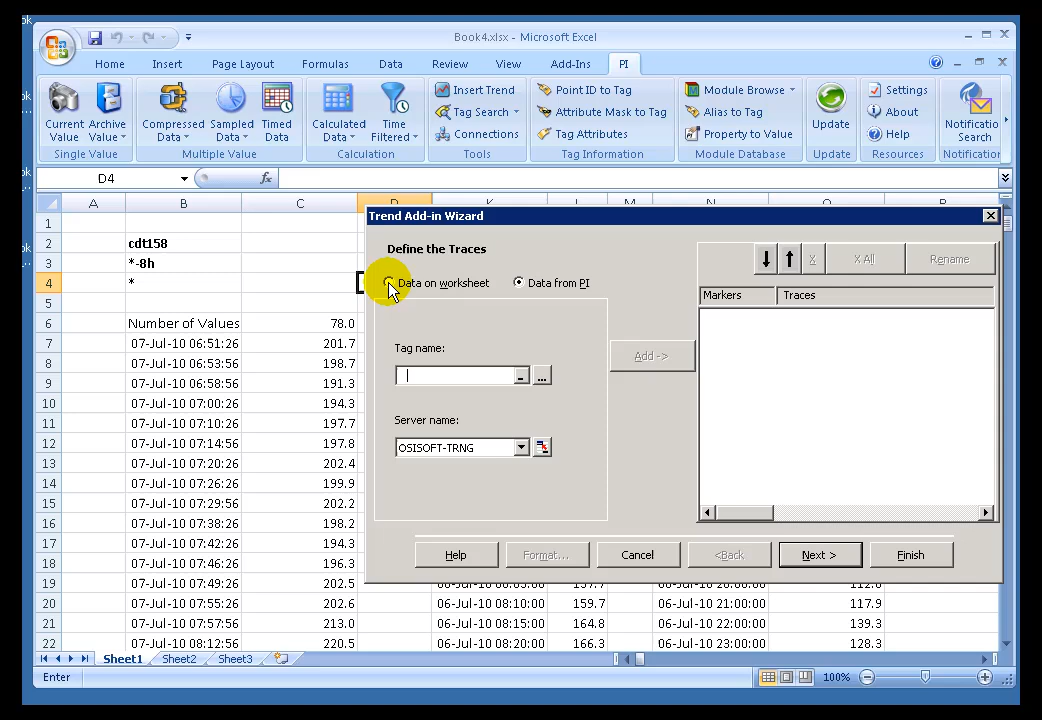 Book4.xlsx - Microsoft Excel
Home Insert Page Layout Formulas Data Review View Add-Ins PI
Current Value Archive Value Compressed Data Sampled Data Timed Data Calculated Data Time Filtered Insert Trend Tag Search Connections Point ID to Tag Attribute Mask to Tag Tag Attributes Module Browse Alias to Tag Property to Value Update Settings About Help Notificatio Search
Single Value Multiple Value Calculation Tools Tag Information Module Database Update Resources Notification
D4 fx
A B C D K L M N O P
1
2 cdt158
3 *-8h
4 *
5
6 Number of Values 78.0
7 07-Jul-10 06:51:26 201.7
8 07-Jul-10 06:53:56 198.7
9 07-Jul-10 06:58:56 191.3
10 07-Jul-10 07:00:26 194.3
11 07-Jul-10 07:10:26 197.7
12 07-Jul-10 07:14:56 197.8
13 07-Jul-10 07:20:26 202.4
14 07-Jul-10 07:26:26 199.9
15 07-Jul-10 07:29:56 202.2
16 07-Jul-10 07:38:26 198.2
17 07-Jul-10 07:42:26 194.3
18 07-Jul-10 07:46:26 196.3
19 07-Jul-10 07:49:26 202.5
20 07-Jul-10 07:55:26 202.6 06-Jul-10 08:10:00 159.7 06-Jul-10 21:00:00 117.9
21 07-Jul-10 07:57:56 213.0 06-Jul-10 08:15:00 164.8 06-Jul-10 22:00:00 139.3
22 07-Jul-10 08:12:56 220.5 06-Jul-10 08:20:00 166.3 06-Jul-10 23:00:00 128.3
Trend Add-in Wizard
Define the Traces
Data on worksheet Data from PI
X X All Rename
Markers Traces
Tag name:
...
Add ->
Server name:
OSISOFT-TRNG
Help Format... Cancel <Back Next > Finish
Sheet1 Sheet2 Sheet3
Enter 100%